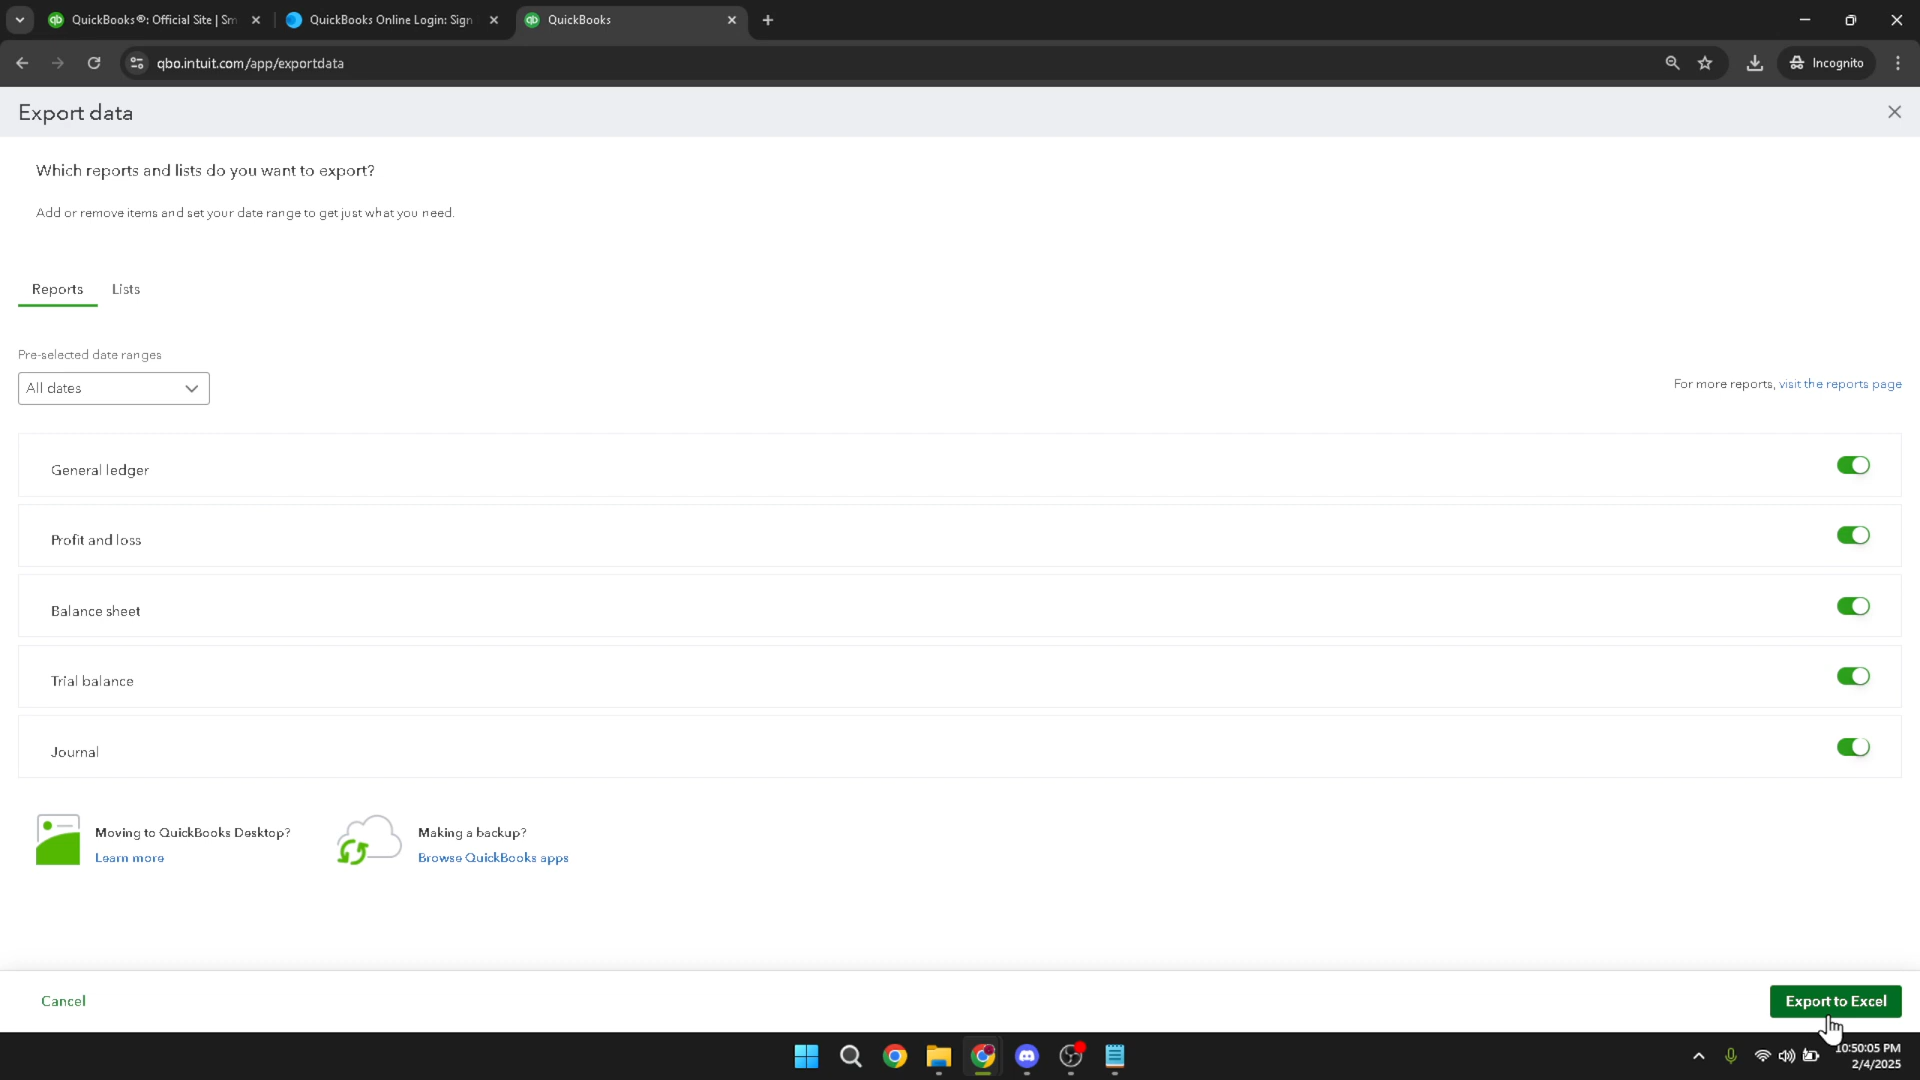 QuickBooks®: Official Site | Sm
QuickBooks Online Login: Sign
QuickBooks
qbo.intuit.com/app/exportdata
Incognito
Export data
Which reports and lists do you want to export?
Add or remove items and set your date range to get just what you need.
Reports
Lists
Pre-selected date ranges
All dates
For more reports, visit the reports page
General ledger
Profit and loss
Balance sheet
Trial balance
Journal
Moving to QuickBooks Desktop?
Learn more
Making a backup?
Browse QuickBooks apps
Cancel
Export to Excel
10:50:05 PM
2/4/2025